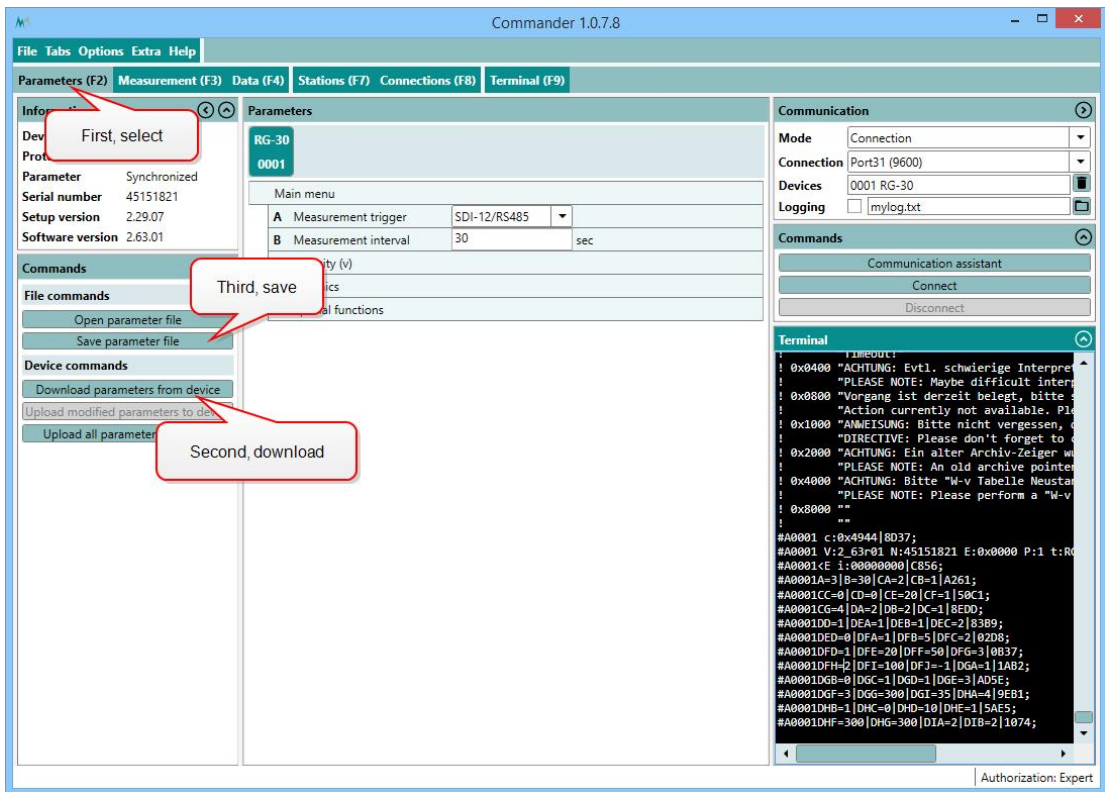 Commander 1.0.7.8
File Tabs Options Extra Help
Parameters (F2) Measurement (F3) Data (F4) Stations (F7) Connections (F8) Terminal (F9)
First, select
Parameter Synchronized
Serial number 45151821
Setup version 2.29.07
Software version 2.63.01
Commands
File commands
Open parameter file
Save parameter file
Device commands
Download parameters from device
Upload modified parameters to
Upload all
Third, save
Second, download
Parameters
RG-30
0001
Main menu
A Measurement trigger SDI-12/RS485
B Measurement interval 30 sec
(v)
functions
Communication
Mode Connection
Connection Port31 (9600)
Devices 0001 RG-30
Logging mylog.txt
Commands
Communication assistant
Connect
Disconnect
Terminal
! Timeout!"
! 0x0400 "ACHTUNG: Evtl. schwierige
! "PLEASE NOTE: Maybe difficult
! 0x0800 "Vorgang ist derzeit belegt, bitte
! "Action currently not available.
! 0x1000 "ANWEISUNG: Bitte nicht vergessen,
! "DIRECTIVE: Please don't forget to
! 0x2000 "ACHTUNG: Ein alter Archiv-Zeiger
! "PLEASE NOTE: An old archive pointer
! 0x4000 "ACHTUNG: Bitte "W-v Tabelle
! "PLEASE NOTE: Please perform a "W-v
! 0x8000 ""
! ""
#A0001 c:0x4944|8D37;
#A0001 V:2_63r01 N:45151821 E:0x0000 P:1
#A0001<E i:00000000|C856;
#A0001A=3|B=30|CA=2|CB=1|A261;
#A0001CC=0|CD=0|CE=20|CF=1|50C1;
#A0001CG=4|DA=2|DB=2|DC=1|8EDD;
#A0001DD=1|DEA=1|DEB=1|DEC=2|83B9;
#A0001DED=0|DFA=1|DFB=5|DFC=2|02D8;
#A0001DFD=1|DFE=20|DFF=50|DFG=3|0B37;
#A0001DFH=2|DFI=100|DFJ=-1|DGA=1|1AB2;
#A0001DGB=0|DGC=1|DGD=1|DGE=3|AD5E;
#A0001DGF=3|DGG=300|DGI=35|DHA=4|9EB1;
#A0001DHB=1|DHC=0|DHD=10|DHE=1|5AE5;
#A0001DHF=300|DHG=300|DIA=2|DIB=2|1074;
Authorization: Expert